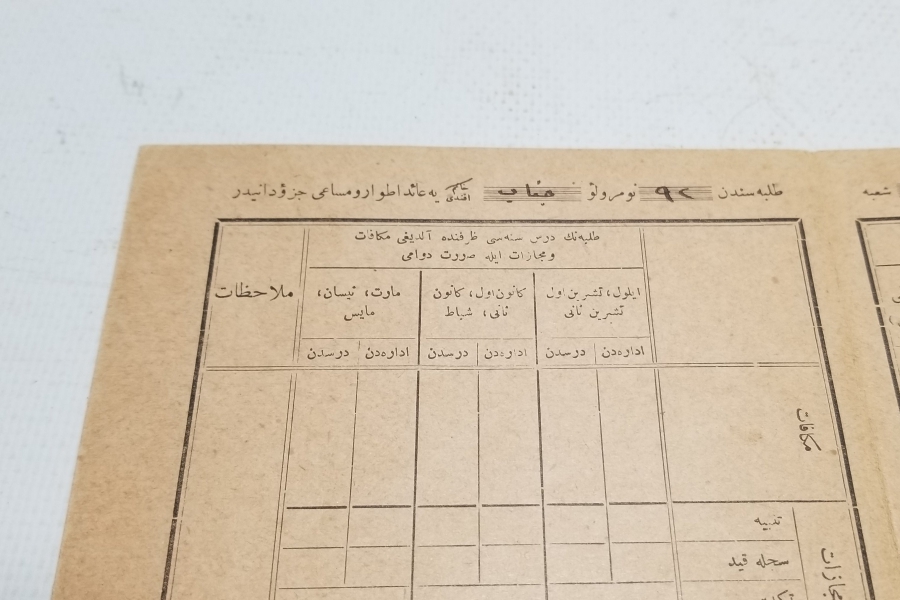 شعبه
طلبه سندن ٩٢ نومرولو جناب افندی یه عائد اطوار ومساعی جزؤدانیدر
طلبه‌نك درس سنه‌سی ظرفنده آلدیغی مكافات
ومجازات ایله صورت دوامی
ایلول، تشرین اول،
تشرین ثانی
كانون اول، كانون
ثانی، شباط
مارت، نیسان،
مایس
ملاحظات
اداره‌دن درسدن اداره‌دن درسدن اداره‌دن درسدن
مكافات
تنبیه
سجله قید
مجازات